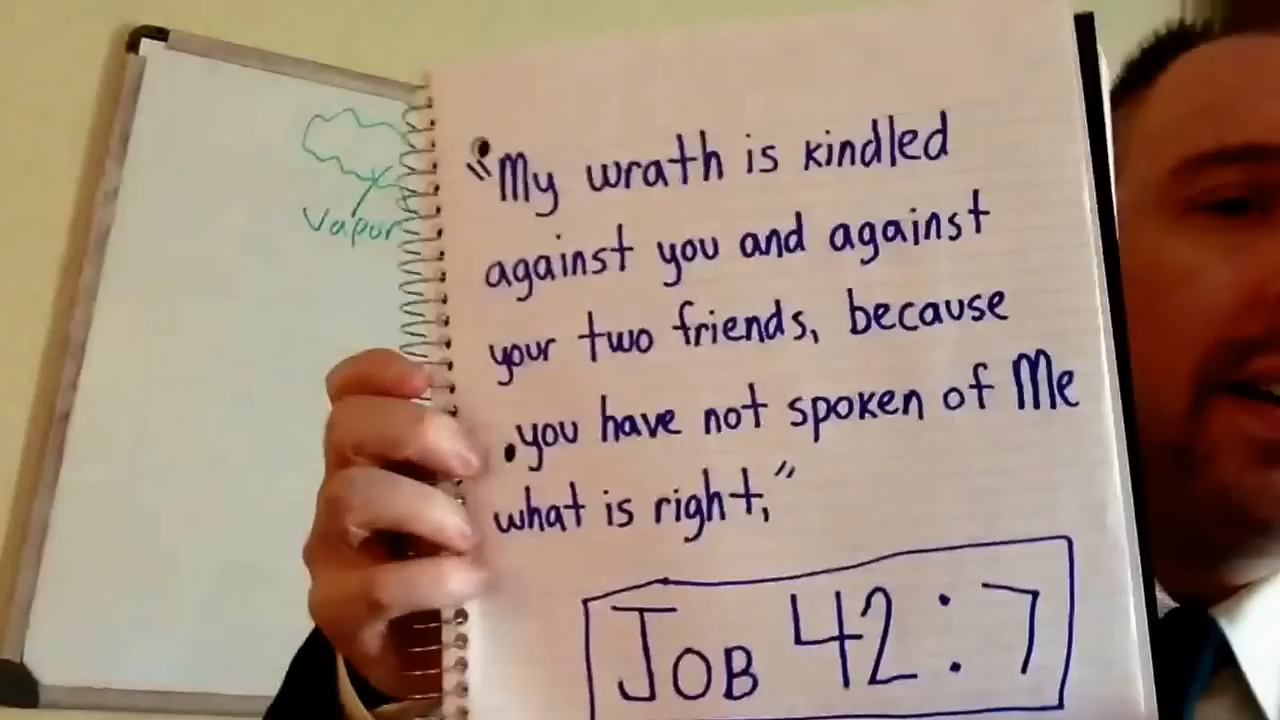 Vapor
"My wrath is kindled
against you and against
your two friends, because
you have not spoken of Me
what is right,"
JOB 42:7